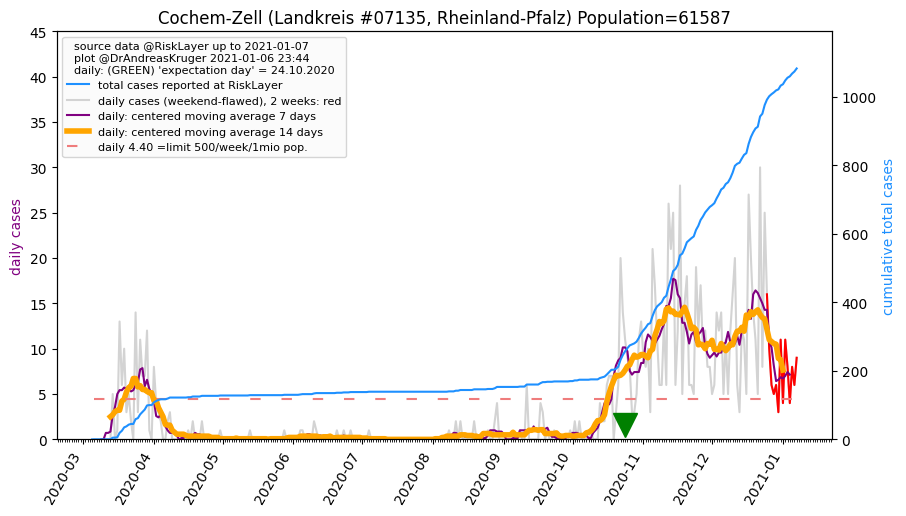 Cochem-Zell (Landkreis #07135, Rheinland-Pfalz) Population=61587
source data @RiskLayer up to 2021-01-07
plot @DrAndreasKruger 2021-01-06 23:44
daily: (GREEN) 'expectation day' = 24.10.2020
total cases reported at RiskLayer
daily cases (weekend-flawed), 2 weeks: red
daily: centered moving average 7 days
daily: centered moving average 14 days
daily 4.40 =limit 500/week/1mio pop.
daily cases
45
40
35
30
25
20
15
10
5
0
cumulative total cases
1000
800
600
400
200
0
2020-03
2020-04
2020-05
2020-06
2020-07
2020-08
2020-09
2020-10
2020-11
2020-12
2021-01